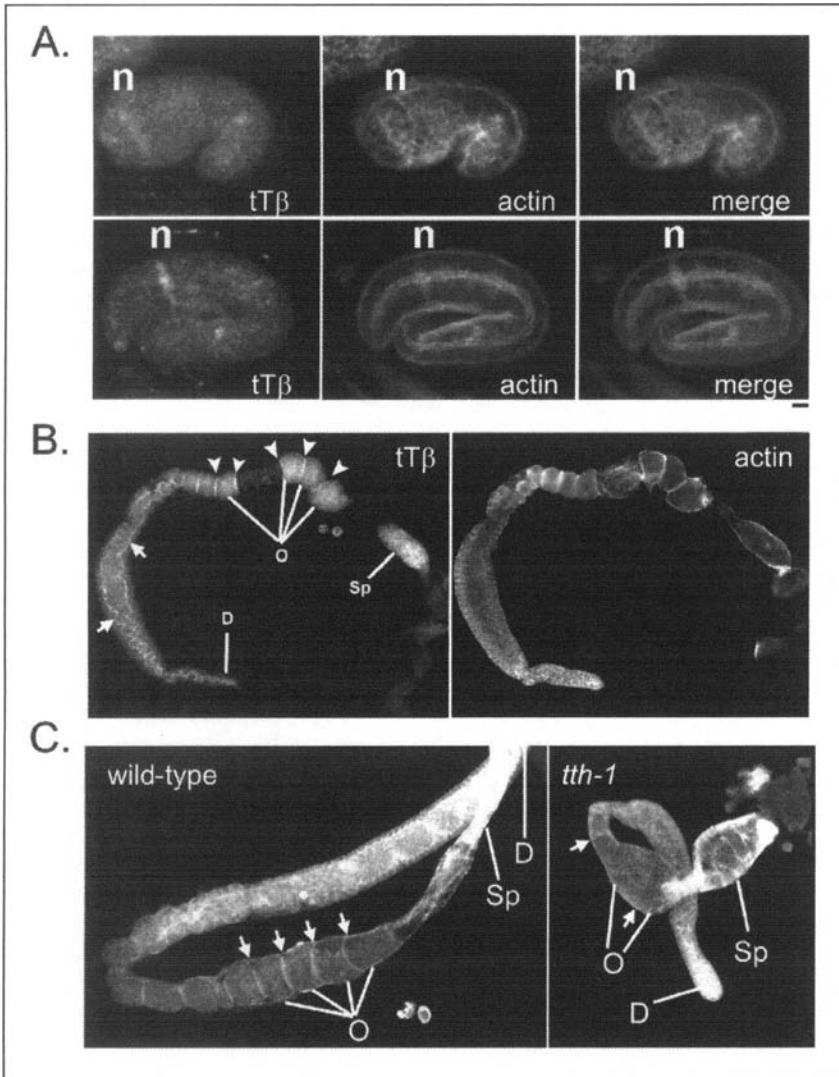 A.
n n n
tTβ actin merge
n n n
tTβ actin merge
B.
tTβ actin
O
Sp
D
C.
wild-type tth-1
D
Sp
O
Sp
O
D